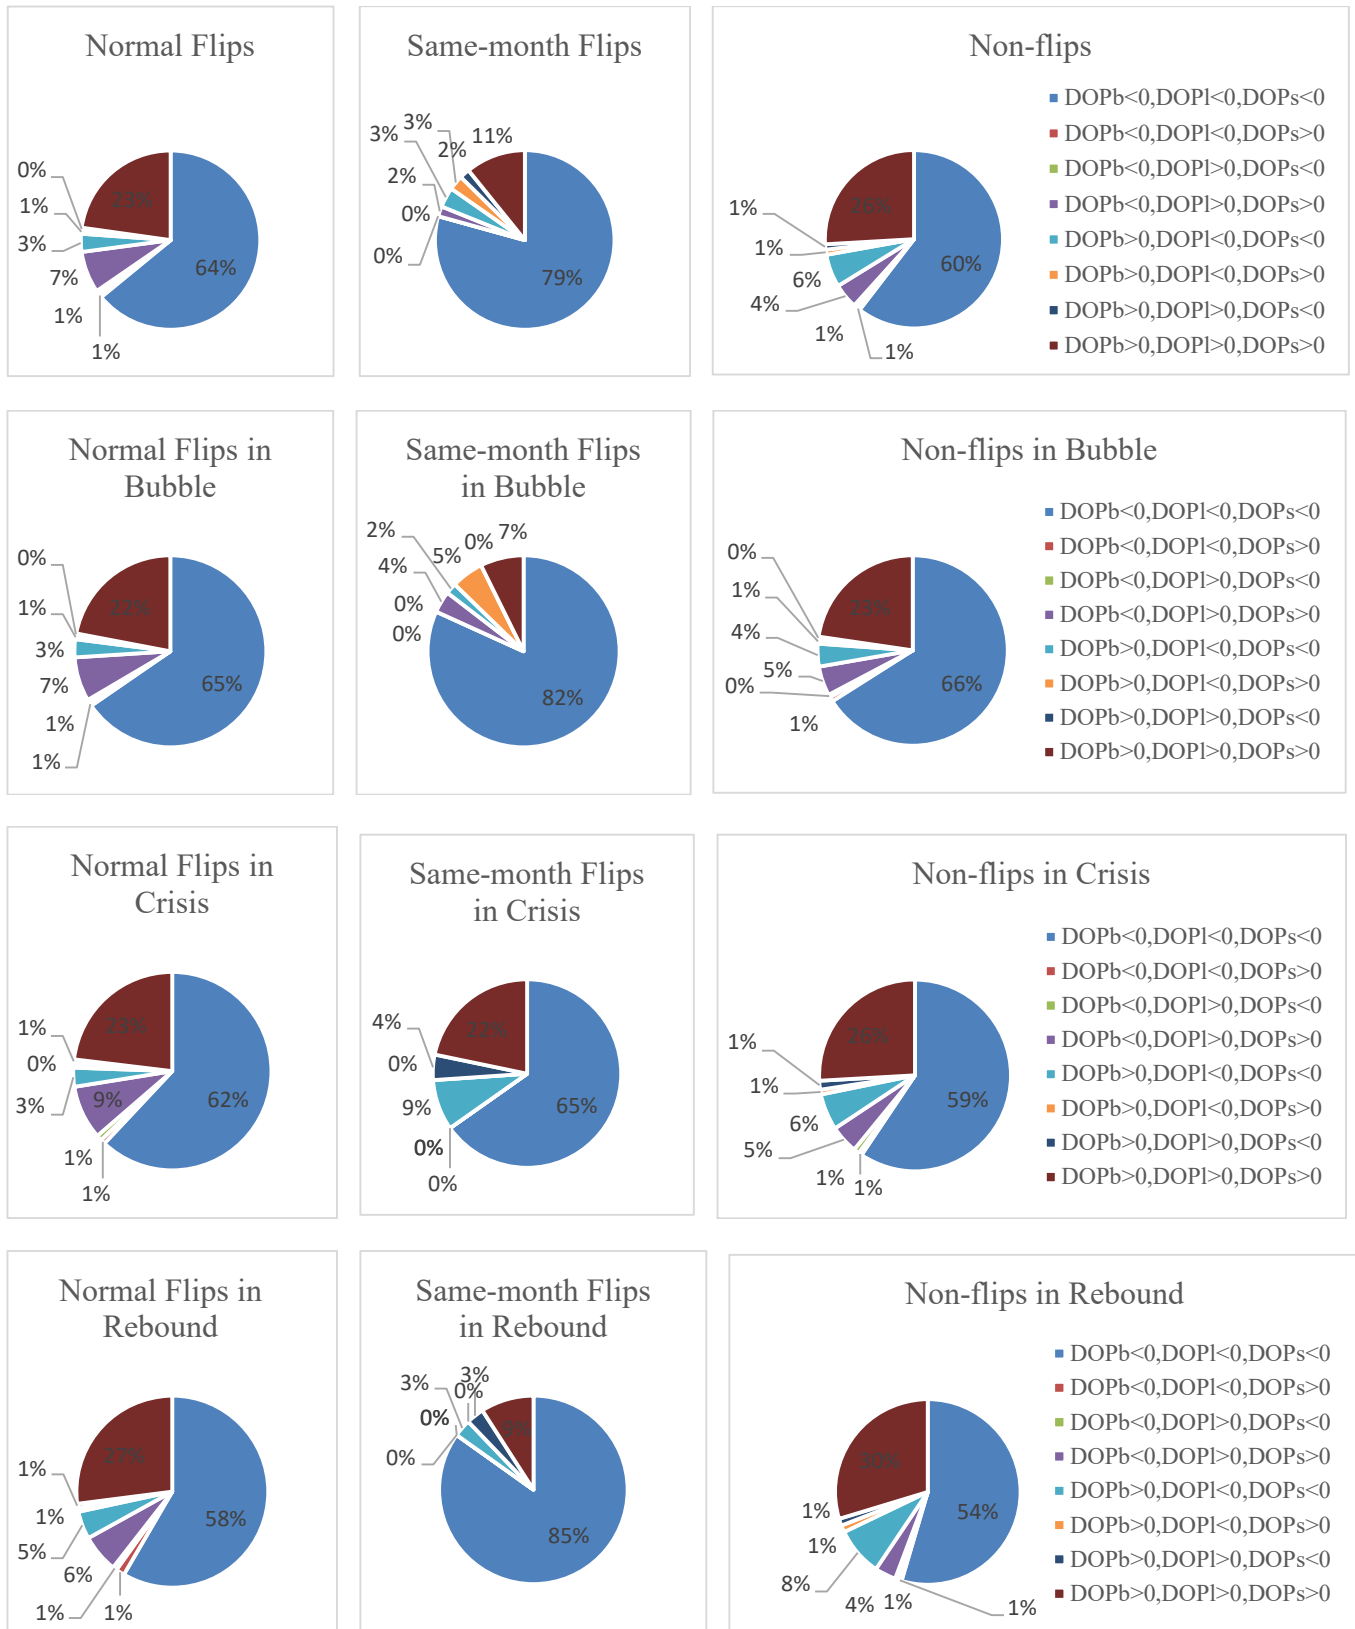 Normal Flips
0%
1%
3%
7%
1%
1%
23%
64%
Same-month Flips
3%
3%
2%
11%
2%
0%
0%
79%
Non-flips
1%
1%
6%
4%
1%
1%
26%
60%
DOPb<0,DOPl<0,DOPs<0
DOPb<0,DOPl<0,DOPs>0
DOPb<0,DOPl>0,DOPs<0
DOPb<0,DOPl>0,DOPs>0
DOPb>0,DOPl<0,DOPs<0
DOPb>0,DOPl<0,DOPs>0
DOPb>0,DOPl>0,DOPs<0
DOPb>0,DOPl>0,DOPs>0
Normal Flips in
Bubble
0%
1%
3%
7%
1%
1%
22%
65%
Same-month Flips
in Bubble
2%
5%
0%
7%
4%
0%
0%
82%
Non-flips in Bubble
0%
1%
4%
5%
0%
1%
23%
66%
DOPb<0,DOPl<0,DOPs<0
DOPb<0,DOPl<0,DOPs>0
DOPb<0,DOPl>0,DOPs<0
DOPb<0,DOPl>0,DOPs>0
DOPb>0,DOPl<0,DOPs<0
DOPb>0,DOPl<0,DOPs>0
DOPb>0,DOPl>0,DOPs<0
DOPb>0,DOPl>0,DOPs>0
Normal Flips in
Crisis
1%
0%
3%
9%
1%
1%
23%
62%
Same-month Flips
in Crisis
4%
0%
9%
0%
0%
22%
65%
Non-flips in Crisis
1%
1%
6%
5%
1%
1%
26%
59%
DOPb<0,DOPl<0,DOPs<0
DOPb<0,DOPl<0,DOPs>0
DOPb<0,DOPl>0,DOPs<0
DOPb<0,DOPl>0,DOPs>0
DOPb>0,DOPl<0,DOPs<0
DOPb>0,DOPl<0,DOPs>0
DOPb>0,DOPl>0,DOPs<0
DOPb>0,DOPl>0,DOPs>0
Normal Flips in
Rebound
1%
1%
5%
6%
1%
1%
27%
58%
Same-month Flips
in Rebound
3%
3%
0%
0%
0%
9%
85%
Non-flips in Rebound
1%
1%
8%
4%
1%
1%
30%
54%
DOPb<0,DOPl<0,DOPs<0
DOPb<0,DOPl<0,DOPs>0
DOPb<0,DOPl>0,DOPs<0
DOPb<0,DOPl>0,DOPs>0
DOPb>0,DOPl<0,DOPs<0
DOPb>0,DOPl<0,DOPs>0
DOPb>0,DOPl>0,DOPs<0
DOPb>0,DOPl>0,DOPs>0